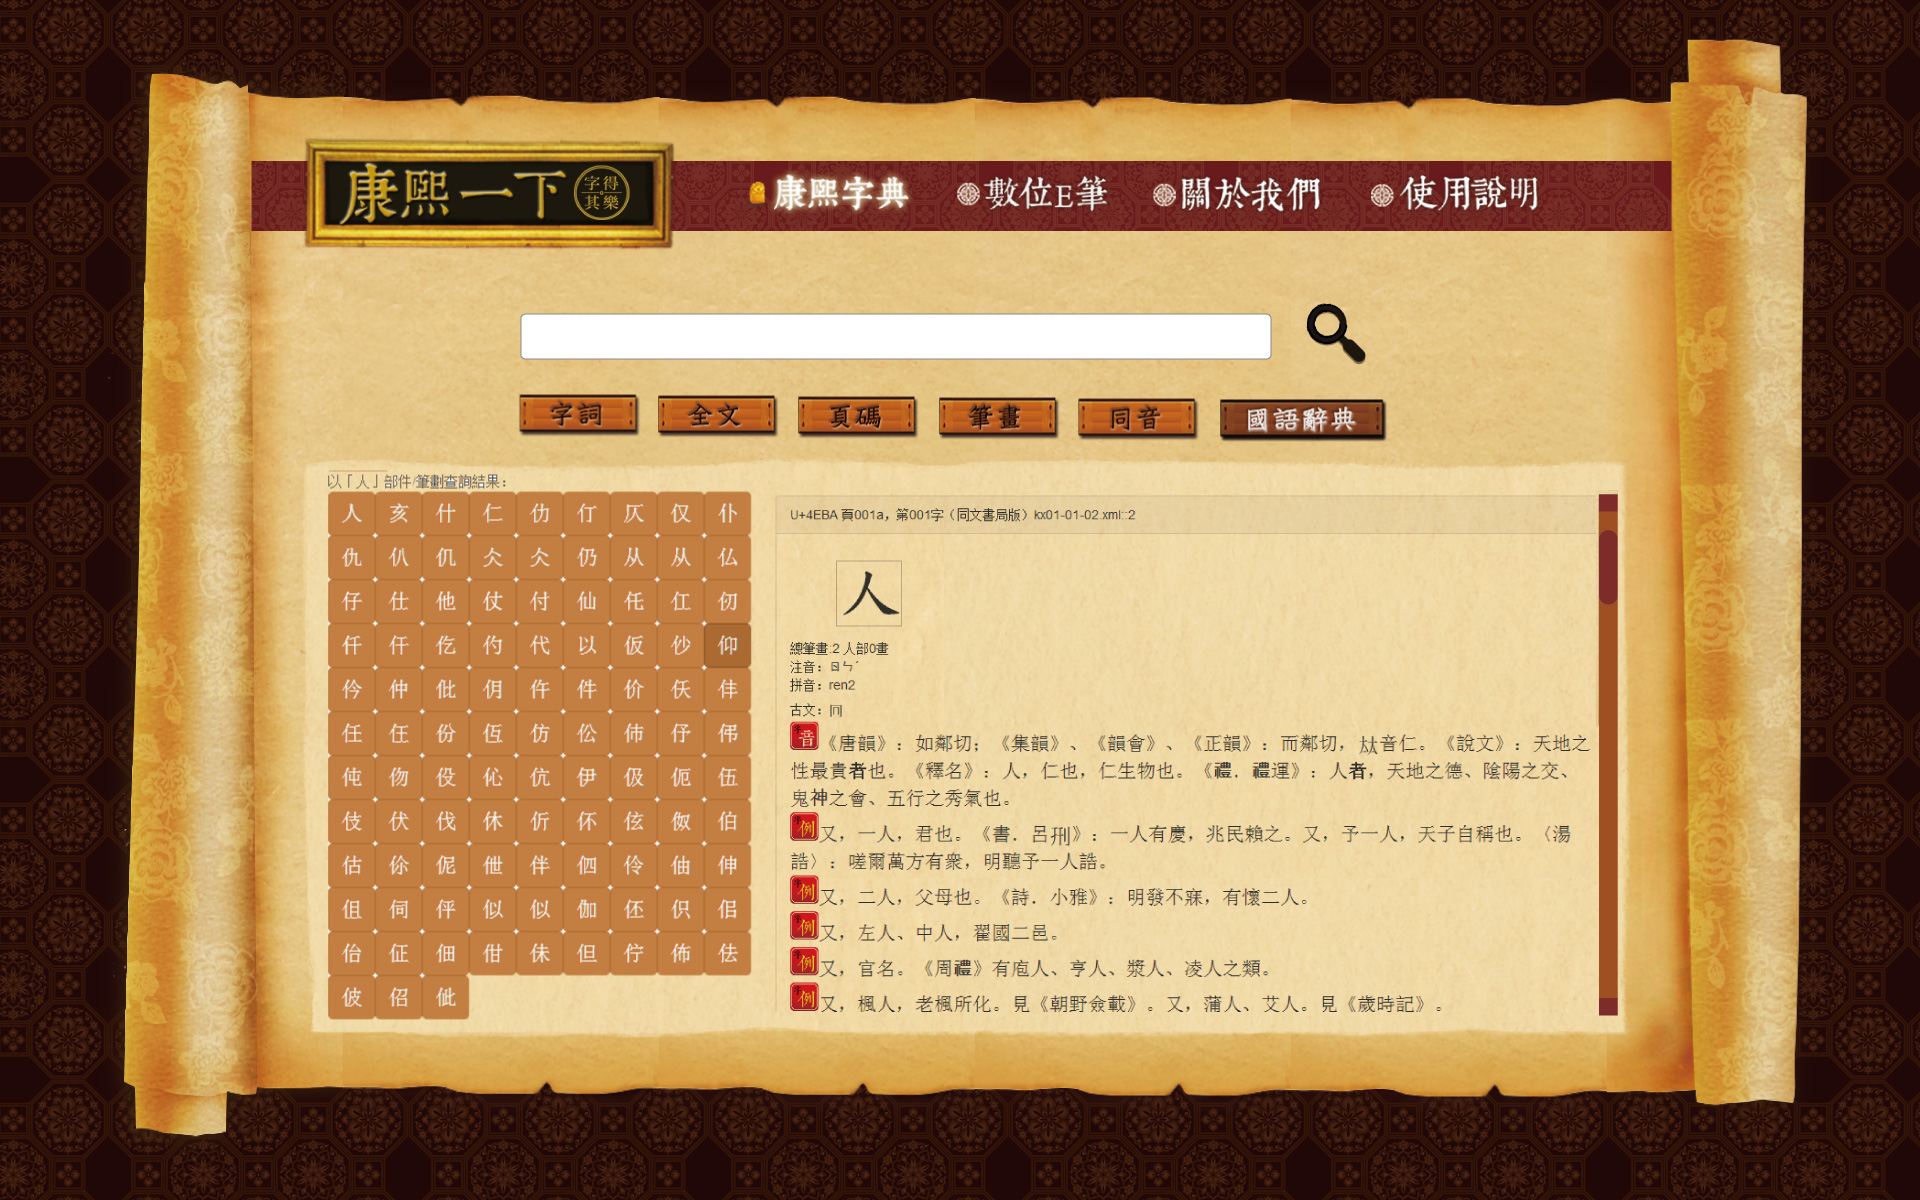 康熙一下 字得其樂
康熙字典 數位E筆 關於我們 使用說明
字詞 全文 頁碼 筆畫 同音 國語辭典
以「人」部件/筆劃查詢結果：
人 亥 什 仁 仂 仃 仄 仅 仆
仇 仈 仉 仌 仌 仍 从 从 仏
仔 仕 他 仗 付 仙 仛 仜 仞
仟 仠 仡 仢 代 以 仮 仯 仰
仱 仲 仳 仴 仵 件 价 仸 仹
任 任 份 仾 仿 伀 伂 伃 伄
伅 伆 伇 伈 伉 伊 伋 伌 伍
伎 伏 伐 休 伒 伓 伭 伮 伯
估 伱 伲 伳 伴 伵 伶 伷 伸
伹 伺 伻 似 似 伽 伾 伿 佀
佁 佂 佃 佄 佅 但 佇 佈 佉
佊 佋 佌
U+4EBA 頁001a，第001字（同文書局版）kx01-01-02.xml::2
人
總筆畫:2 人部0畫
注音：ㄖㄣˊ
拼音：ren2
古文：
音《唐韻》：如鄰切；《集韻》、《韻會》、《正韻》：而鄰切，𠀤音仁。《說文》：天地之
性最貴者也。《釋名》：人，仁也，仁生物也。《禮．禮運》：人者，天地之德、陰陽之交、
鬼神之會、五行之秀氣也。
例又，一人，君也。《書．呂刑》：一人有慶，兆民賴之。又，予一人，天子自稱也。〈湯
誥〉：嗟爾萬方有衆，明聽予一人誥。
例又，二人，父母也。《詩．小雅》：明發不寐，有懷二人。
例又，左人、中人，翟國二邑。
例又，官名。《周禮》有庖人、亨人、漿人、凌人之類。
例又，楓人，老楓所化。見《朝野僉載》。又，蒲人、艾人。見《歲時記》。